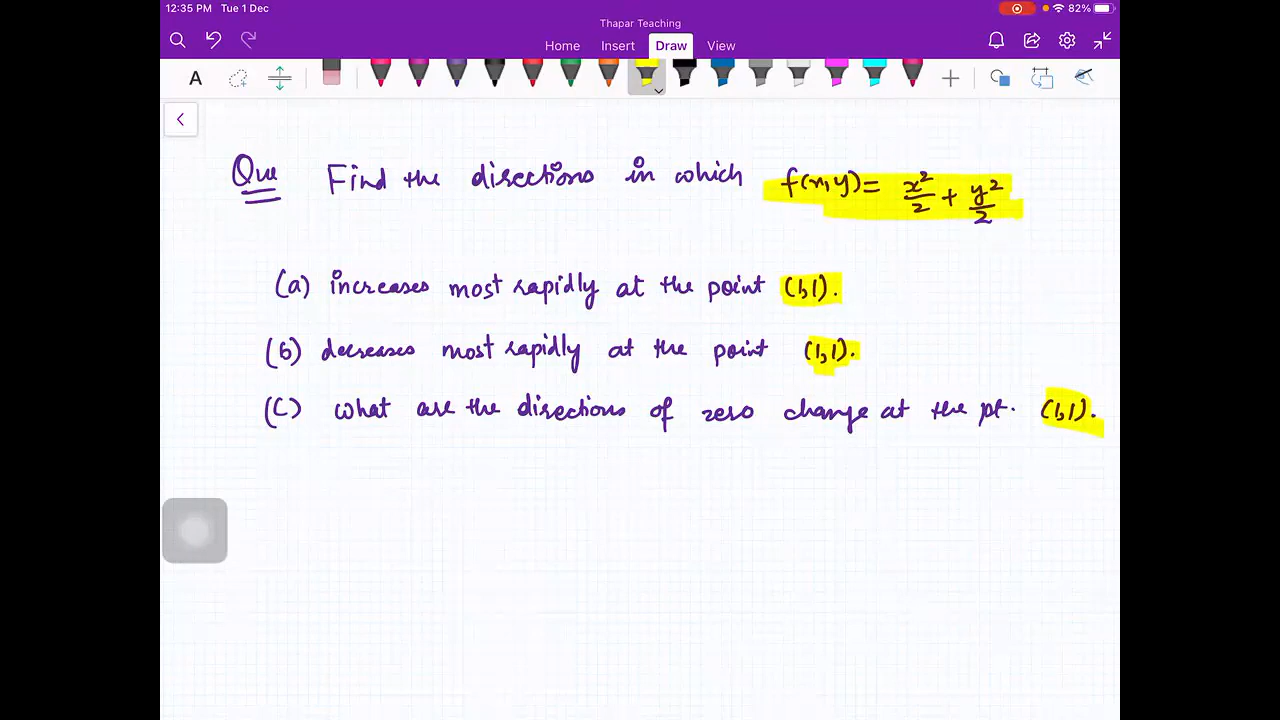 12:35 PM Tue 1 Dec
82%
Thapar Teaching
Home Insert Draw View
A
Que Find the directions in which f(x,y) = x²/2 + y²/2
(a) increases most rapidly at the point (1,1).
(b) decreases most rapidly at the point (1,1).
(C) What are the directions of zero change at the pt. (1,1).